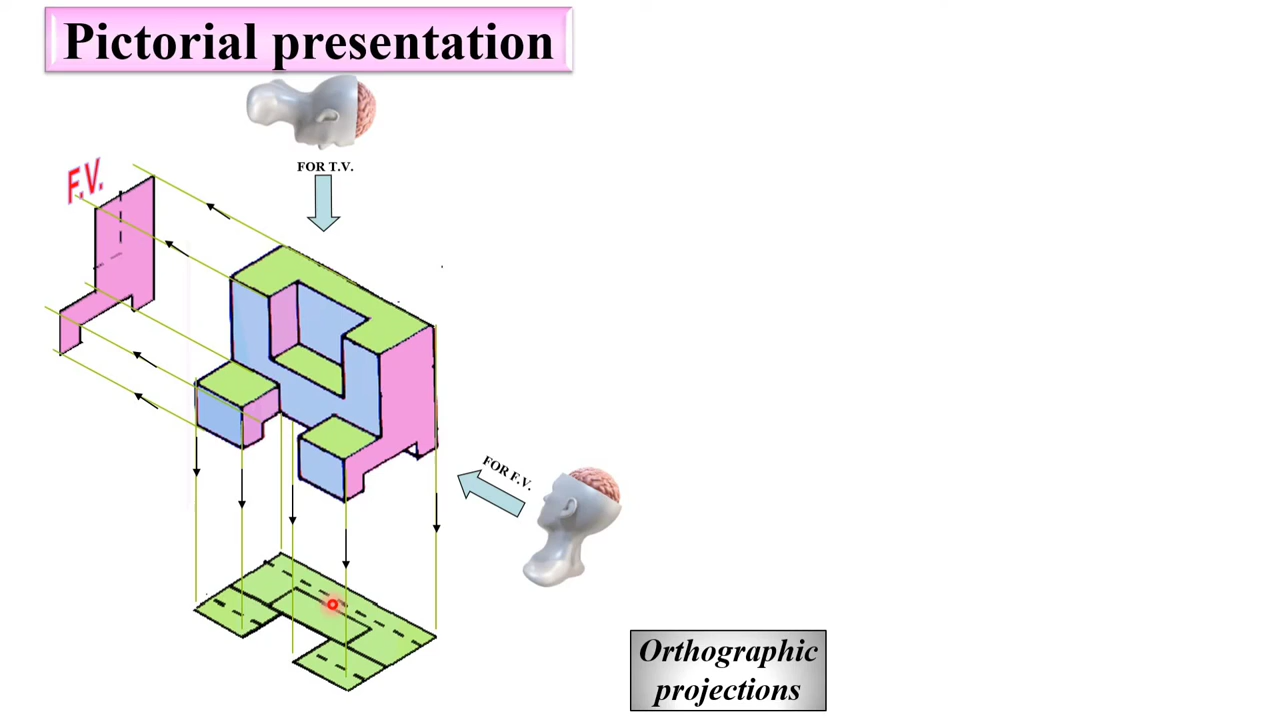 Pictorial presentation
FOR T.V.
F.V.
FOR F.V.
Orthographic
projections